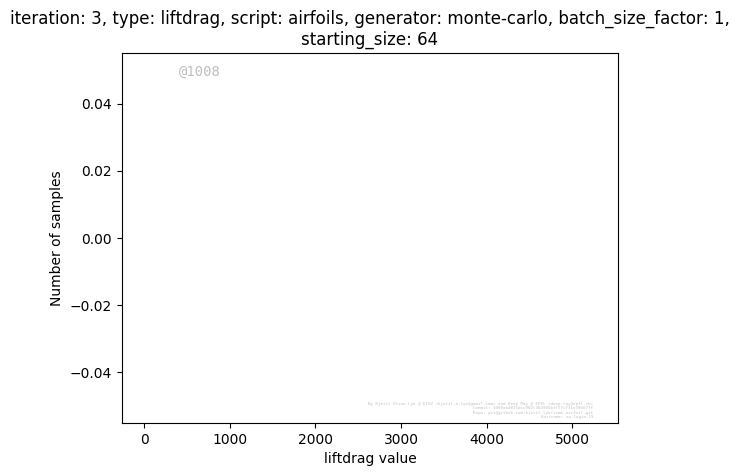 iteration: 3, type: liftdrag, script: airfoils, generator: monte-carlo, batch_size_factor: 1,
starting_size: 64
@1008
0.04
0.02
0.00
−0.02
−0.04
Number of samples
0 1000 2000 3000 4000 5000
liftdrag value